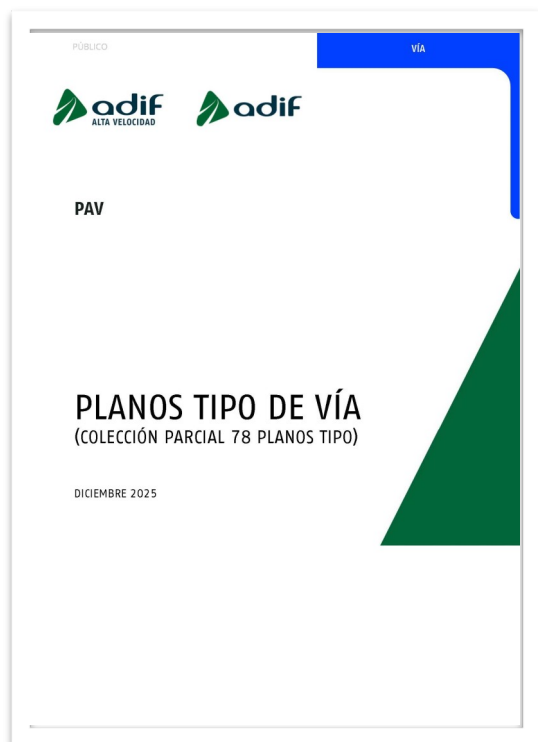 PÚBLICO
VÍA
adif
ALTA VELOCIDAD
adif
PAV
PLANOS TIPO DE VÍA
(COLECCIÓN PARCIAL 78 PLANOS TIPO)
DICIEMBRE 2025